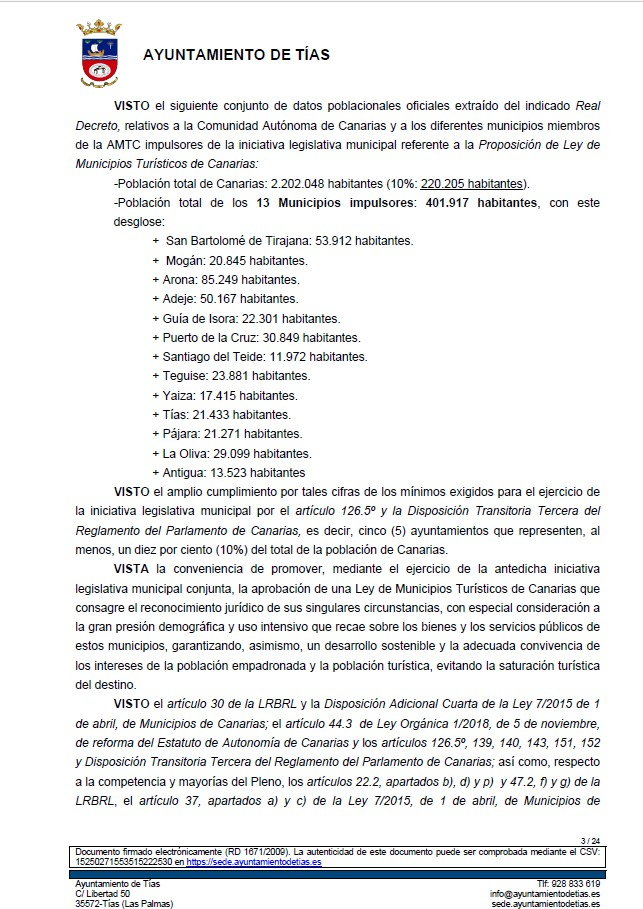 AYUNTAMIENTO DE TÍAS
VISTO el siguiente conjunto de datos poblacionales oficiales extraído del indicado Real
Decreto, relativos a la Comunidad Autónoma de Canarias y a los diferentes municipios miembros
de la AMTC impulsores de la iniciativa legislativa municipal referente a la Proposición de Ley de
Municipios Turísticos de Canarias:
-Población total de Canarias: 2.202.048 habitantes (10%: 220.205 habitantes).
-Población total de los 13 Municipios impulsores: 401.917 habitantes, con este
desglose:
+ San Bartolomé de Tirajana: 53.912 habitantes.
+ Mogán: 20.845 habitantes.
+ Arona: 85.249 habitantes.
+ Adeje: 50.167 habitantes.
+ Guía de Isora: 22.301 habitantes.
+ Puerto de la Cruz: 30.849 habitantes.
+ Santiago del Teide: 11.972 habitantes.
+ Teguise: 23.881 habitantes.
+ Yaiza: 17.415 habitantes.
+ Tías: 21.433 habitantes.
+ Pájara: 21.271 habitantes.
+ La Oliva: 29.099 habitantes.
+ Antigua: 13.523 habitantes
VISTO el amplio cumplimiento por tales cifras de los mínimos exigidos para el ejercicio de
la iniciativa legislativa municipal por el artículo 126.5º y la Disposición Transitoria Tercera del
Reglamento del Parlamento de Canarias, es decir, cinco (5) ayuntamientos que representen, al
menos, un diez por ciento (10%) del total de la población de Canarias.
VISTA la conveniencia de promover, mediante el ejercicio de la antedicha iniciativa
legislativa municipal conjunta, la aprobación de una Ley de Municipios Turísticos de Canarias que
consagre el reconocimiento jurídico de sus singulares circunstancias, con especial consideración a
la gran presión demográfica y uso intensivo que recae sobre los bienes y los servicios públicos de
estos municipios, garantizando, asimismo, un desarrollo sostenible y la adecuada convivencia de
los intereses de la población empadronada y la población turística, evitando la saturación turística
del destino.
VISTO el artículo 30 de la LRBRL y la Disposición Adicional Cuarta de la Ley 7/2015 de 1
de abril, de Municipios de Canarias; el artículo 44.3 de Ley Orgánica 1/2018, de 5 de noviembre,
de reforma del Estatuto de Autonomía de Canarias y los artículos 126.5º, 139, 140, 143, 151, 152
y Disposición Transitoria Tercera del Reglamento del Parlamento de Canarias; así como, respecto
a la competencia y mayorías del Pleno, los artículos 22.2, apartados b), d) y p) y 47.2, f) y g) de la
LRBRL, el artículo 37, apartados a) y c) de la Ley 7/2015, de 1 de abril, de Municipios de
3 / 24
Documento firmado electrónicamente (RD 1671/2009). La autenticidad de este documento puede ser comprobada mediante el CSV:
15250271553515222530 en https://sede.ayuntamientodetias.es
Ayuntamiento de Tías
C/ Libertad 50
35572-Tías (Las Palmas)
Tlf: 928 833 619
info@ayuntamientodetias.es
sede.ayuntamientodetias.es